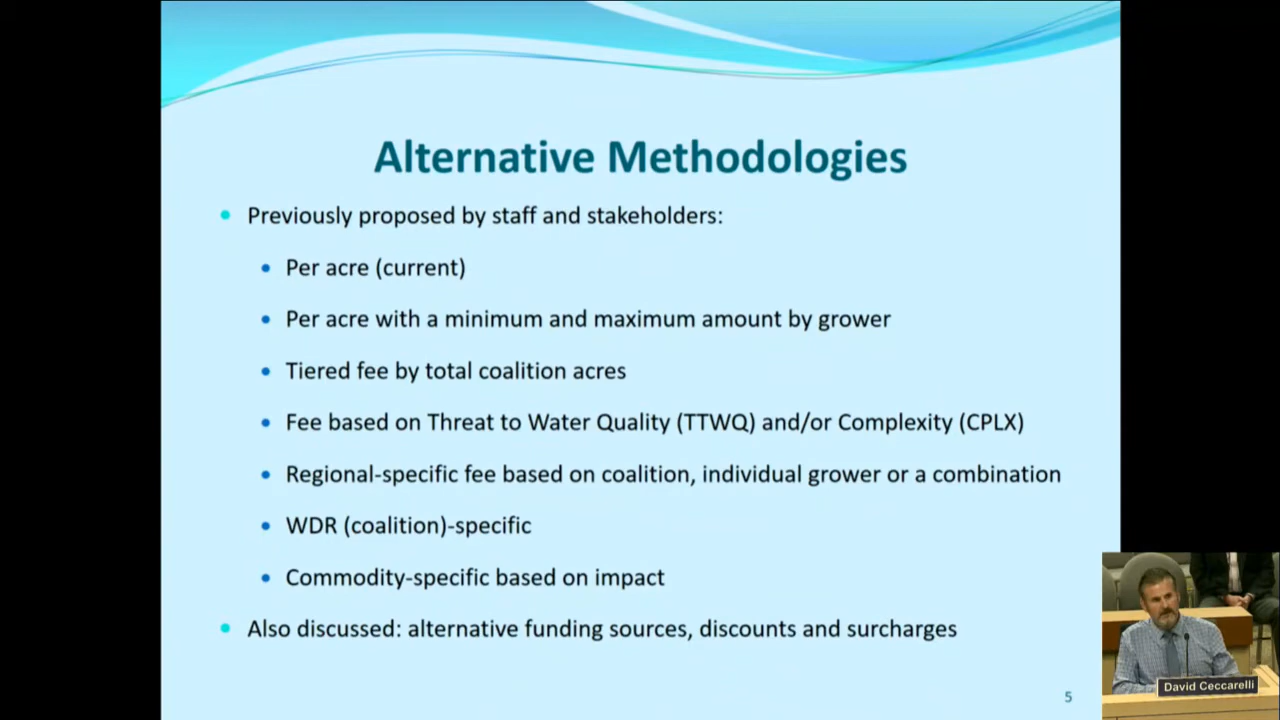 Alternative Methodologies
Previously proposed by staff and stakeholders:
Per acre (current)
Per acre with a minimum and maximum amount by grower
Tiered fee by total coalition acres
Fee based on Threat to Water Quality (TTWQ) and/or Complexity (CPLX)
Regional-specific fee based on coalition, individual grower or a combination
WDR (coalition)-specific
Commodity-specific based on impact
Also discussed: alternative funding sources, discounts and surcharges
5
David Ceccarelli